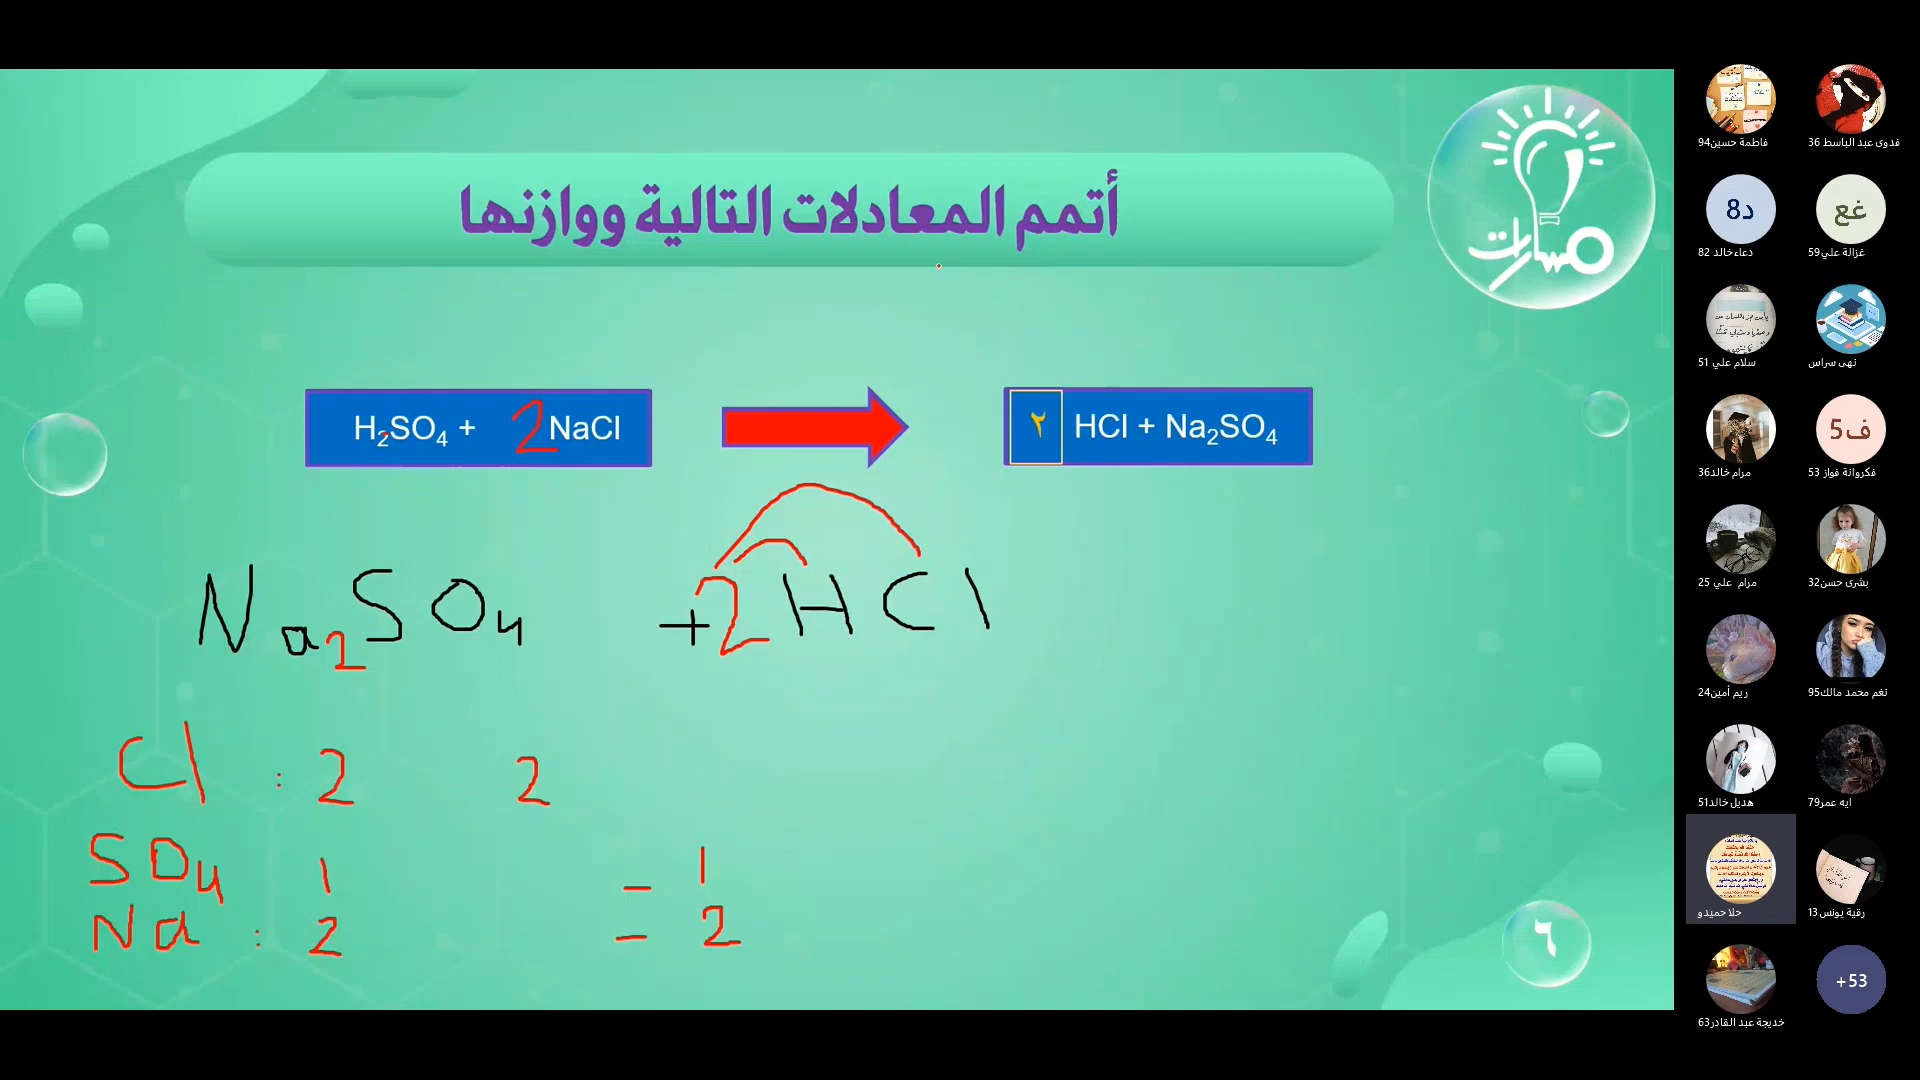 أتمم المعادلات التالية ووازنها
مسارات
H₂SO₄ + 2NaCl
٢ HCl + Na₂SO₄
Na₂SO₄ +2HCl
Cl : 2 2
SO₄ 1 – 1
Na : 2 – 2
٦
فاطمة حسين94
فدوى عبد الباسط 36
د8
غع
دعاءخالد 82
غزالة علي59
سلام علي 51
نهى سراس
ف5
مرام خالد36
فكروانة فواز 53
مرام علي 25
بشرى حسن32
ريم أمين24
نغم محمد مالك95
هديل خالد51
ايه عمر79
حلا حميدو
رقية يونس 13
+53
خديجة عبد القادر63